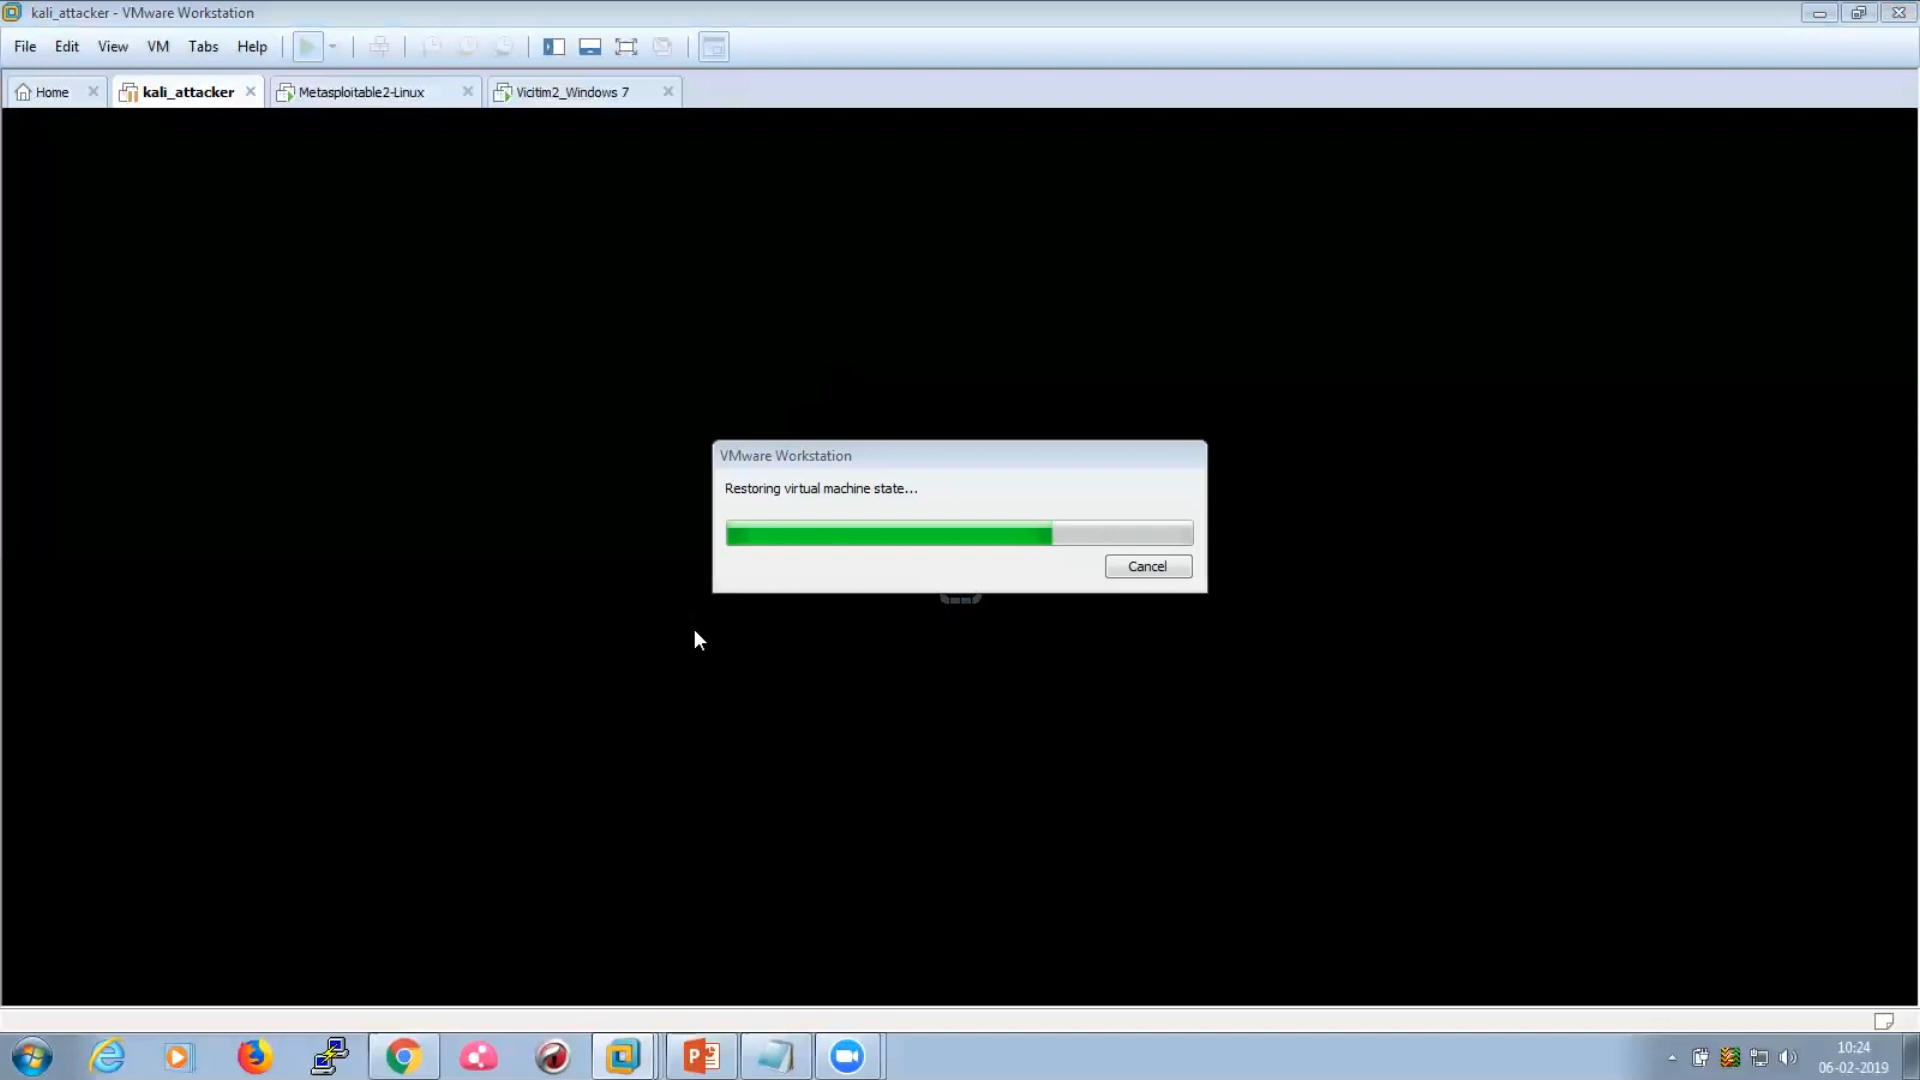 kali_attacker - VMware Workstation
File Edit View VM Tabs Help
Home kali_attacker Metasploitable2-Linux Vicitim2_Windows 7
VMware Workstation
Restoring virtual machine state...
Cancel
10:24
06-02-2019